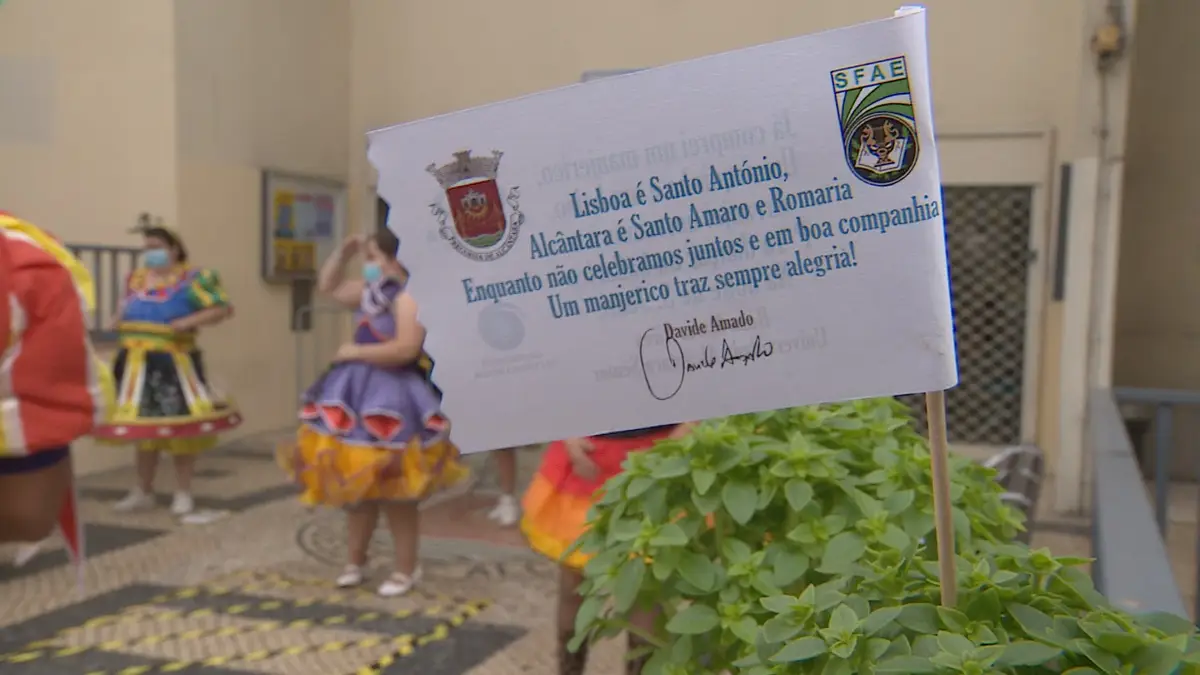 SFAE
Lisboa é Santo António,
Alcântara é Santo Amaro e Romaria
Enquanto não celebramos juntos e em boa companhia
Um manjerico traz sempre alegria!
Davide Amado